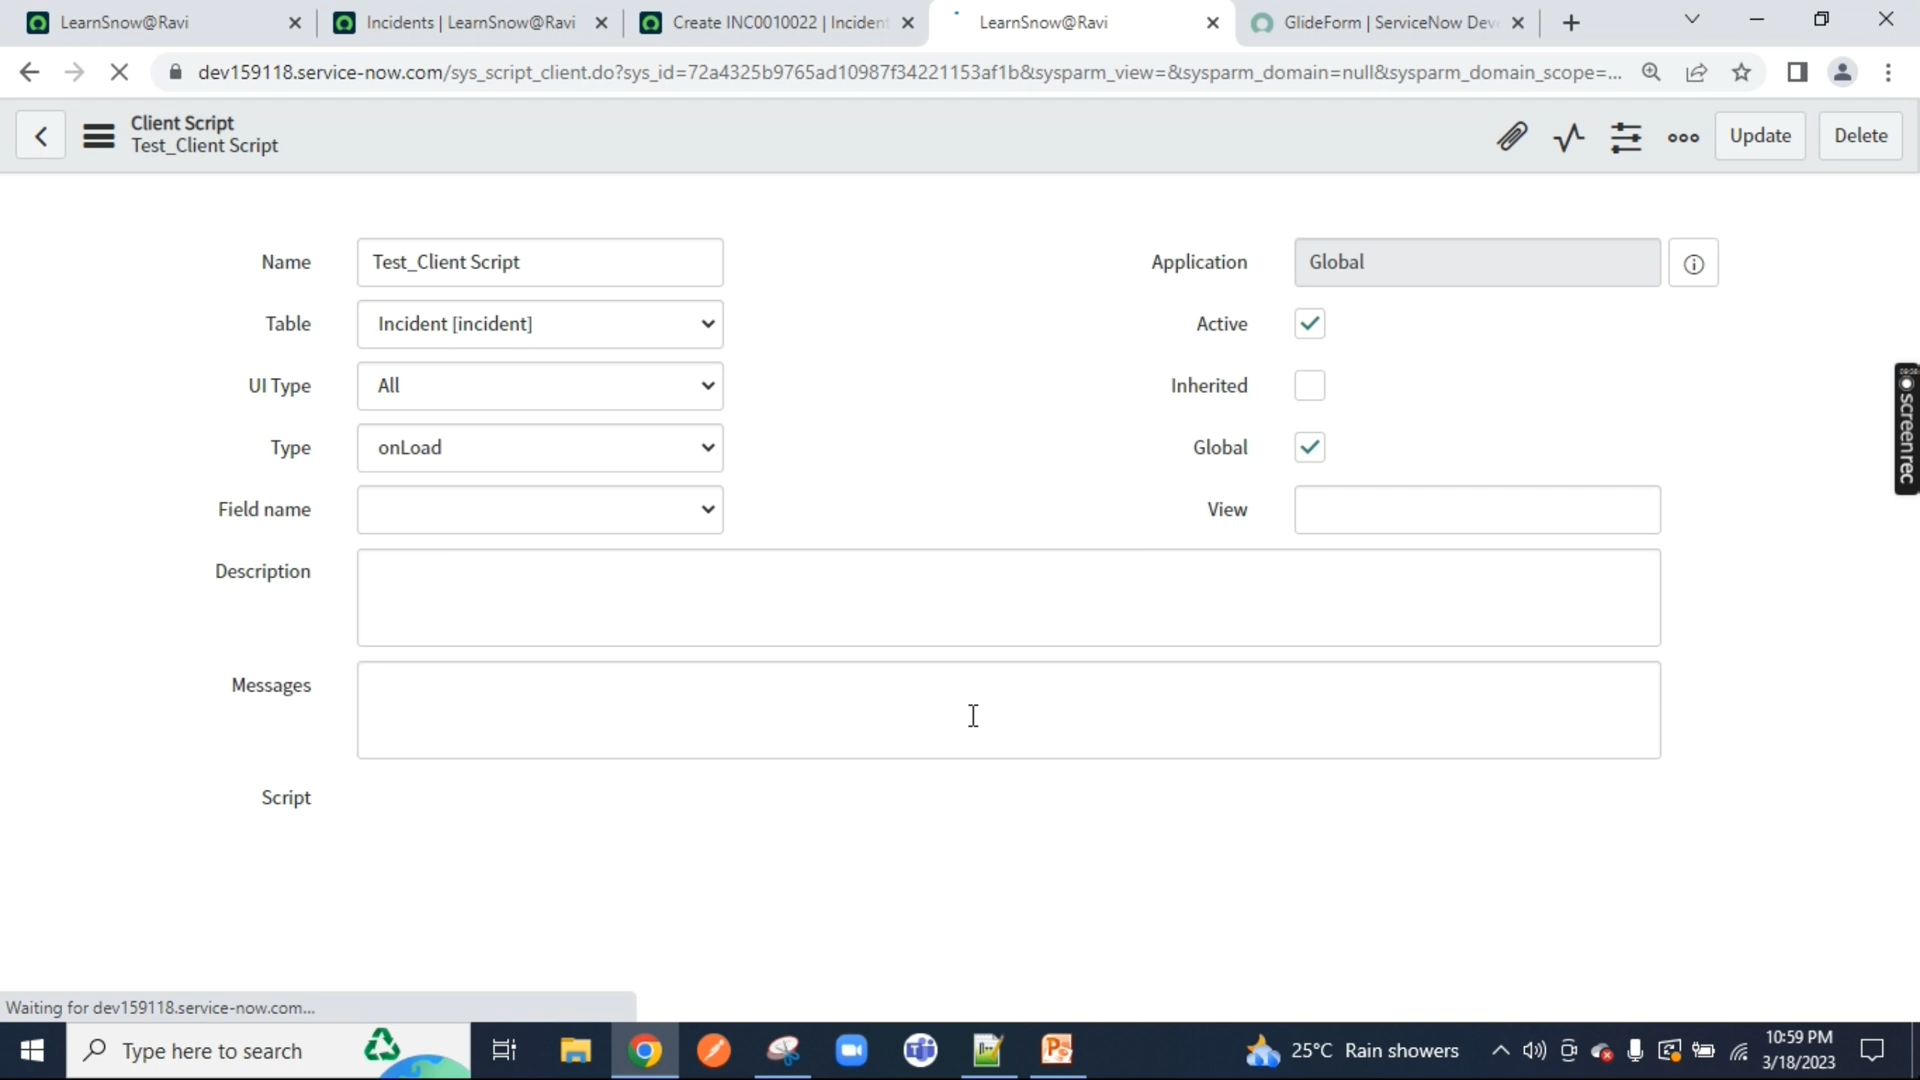 LearnSnow@Ravi
Incidents | LearnSnow@Ravi
Create INC0010022 | Incident
LearnSnow@Ravi
GlideForm | ServiceNow Deve
dev159118.service-now.com/sys_script_client.do?sys_id=72a4325b9765ad10987f34221153af1b&sysparm_view=&sysparm_domain=null&sysparm_domain_scope=...
Client Script
Test_Client Script
Update
Delete
Name
Test_Client Script
Application
Global
Table
Incident [incident]
Active
UI Type
All
Inherited
Type
onLoad
Global
Field name
View
Description
Messages
Script
screenrec
Waiting for dev159118.service-now.com...
Type here to search
25°C Rain showers
10:59 PM
3/18/2023